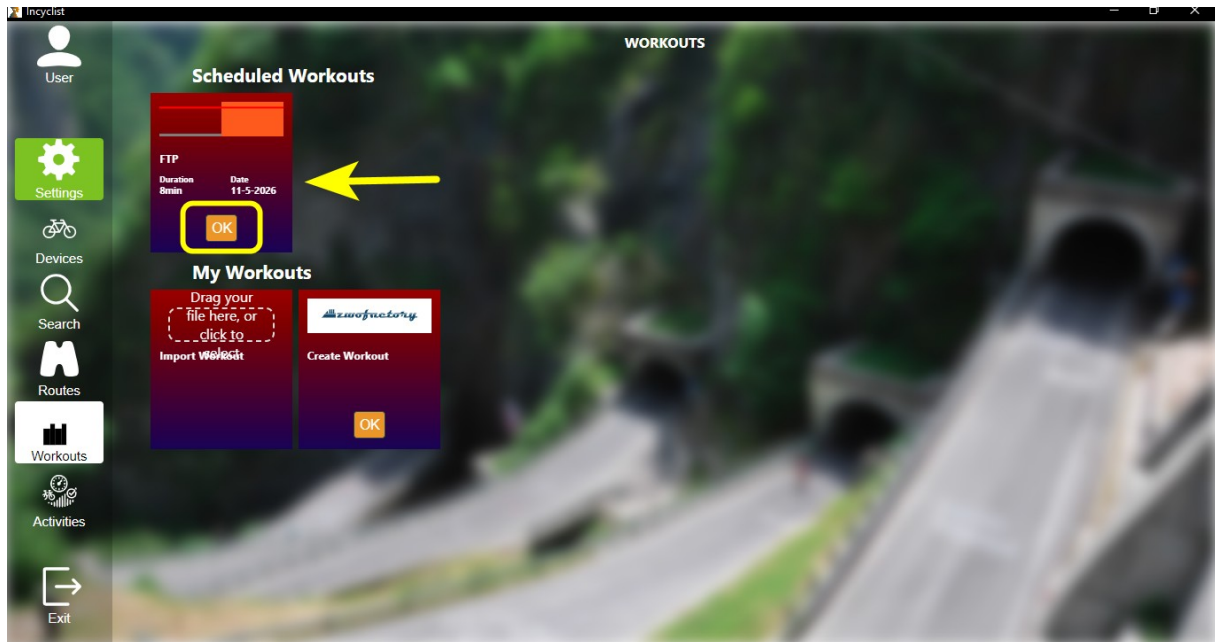 Incyclist
WORKOUTS
User
Scheduled Workouts
FTP
Duration Date
8min 11-5-2026
OK
Settings
Devices
My Workouts
Drag your
file here, or
click to
select
Import Workout
zwofactory
Create Workout
OK
Search
Routes
Workouts
Activities
Exit